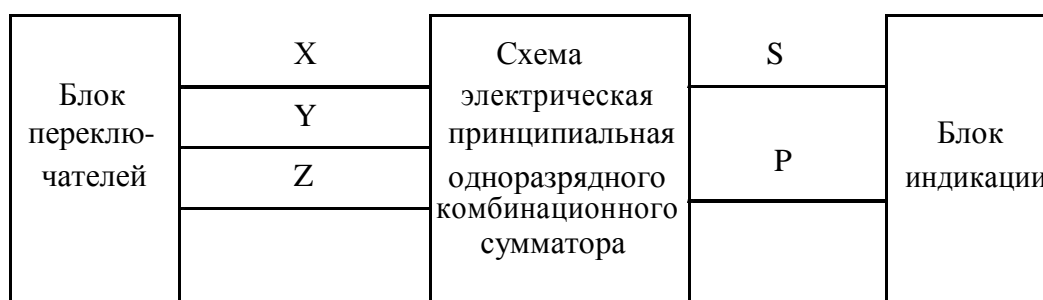 Блок
переклю-
чателей
X
Y
Z
Схема
электрическая
принципиальная
одноразрядного
комбинационного
сумматора
S
P
Блок
индикации